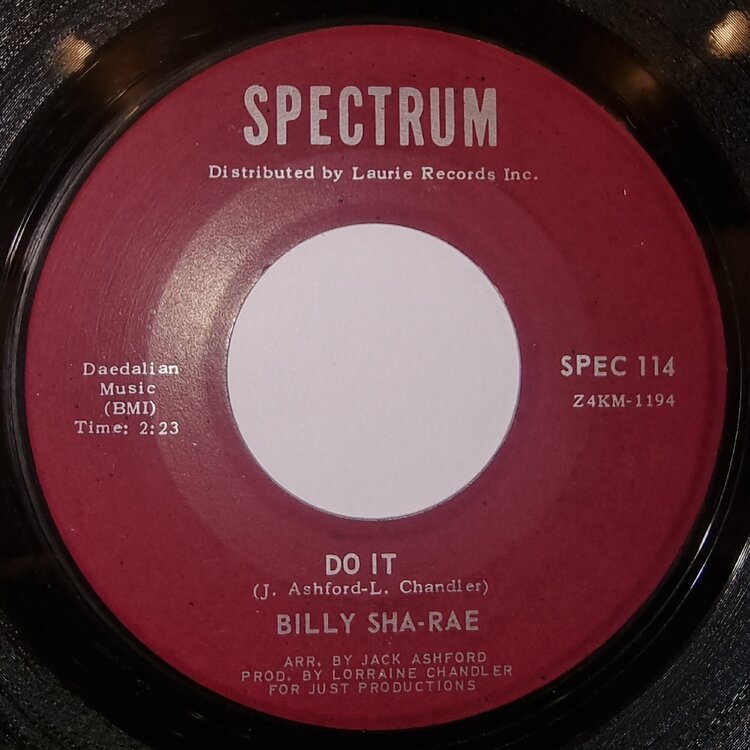 SPECTRUM
Distributed by Laurie Records Inc.
Daedalian
Music
(BMI)
Time: 2:23
SPEC 114
Z4KM-1194
DO IT
(J. Ashford-L. Chandler)
BILLY SHA-RAE
ARR. BY JACK ASHFORD
PROD. BY LORRAINE CHANDLER
FOR JUST PRODUCTIONS